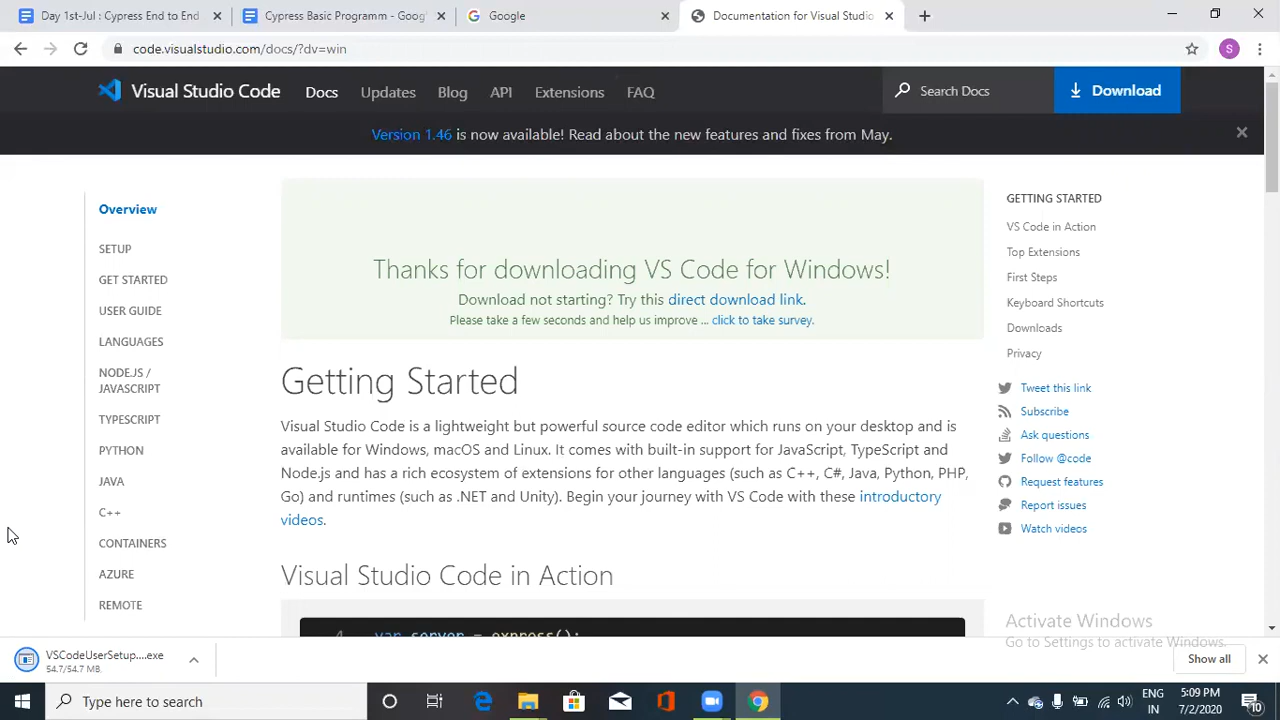 Day 1st-Jul : Cypress End to End
Cypress Basic Programm - Goog
Google
Documentation for Visual Studio
code.visualstudio.com/docs/?dv=win
S
Visual Studio Code
Docs
Updates
Blog
API
Extensions
FAQ
Search Docs
Download
Version 1.46 is now available! Read about the new features and fixes from May.
Overview
SETUP
GET STARTED
USER GUIDE
LANGUAGES
NODE.JS /
JAVASCRIPT
TYPESCRIPT
PYTHON
JAVA
C++
CONTAINERS
AZURE
REMOTE
Thanks for downloading VS Code for Windows!
Download not starting? Try this direct download link.
Please take a few seconds and help us improve ... click to take survey.
Getting Started
Visual Studio Code is a lightweight but powerful source code editor which runs on your desktop and is
available for Windows, macOS and Linux. It comes with built-in support for JavaScript, TypeScript and
Node.js and has a rich ecosystem of extensions for other languages (such as C++, C#, Java, Python, PHP,
Go) and runtimes (such as .NET and Unity). Begin your journey with VS Code with these introductory
videos.
Visual Studio Code in Action
4 var server = express();
GETTING STARTED
VS Code in Action
Top Extensions
First Steps
Keyboard Shortcuts
Downloads
Privacy
Tweet this link
Subscribe
Ask questions
Follow @code
Request features
Report issues
Watch videos
Activate Windows
Go to Settings to activate Windows.
VSCodeUserSetup....exe
54.7/54.7 MB
Show all
Type here to search
ENG
IN
5:09 PM
7/2/2020
10